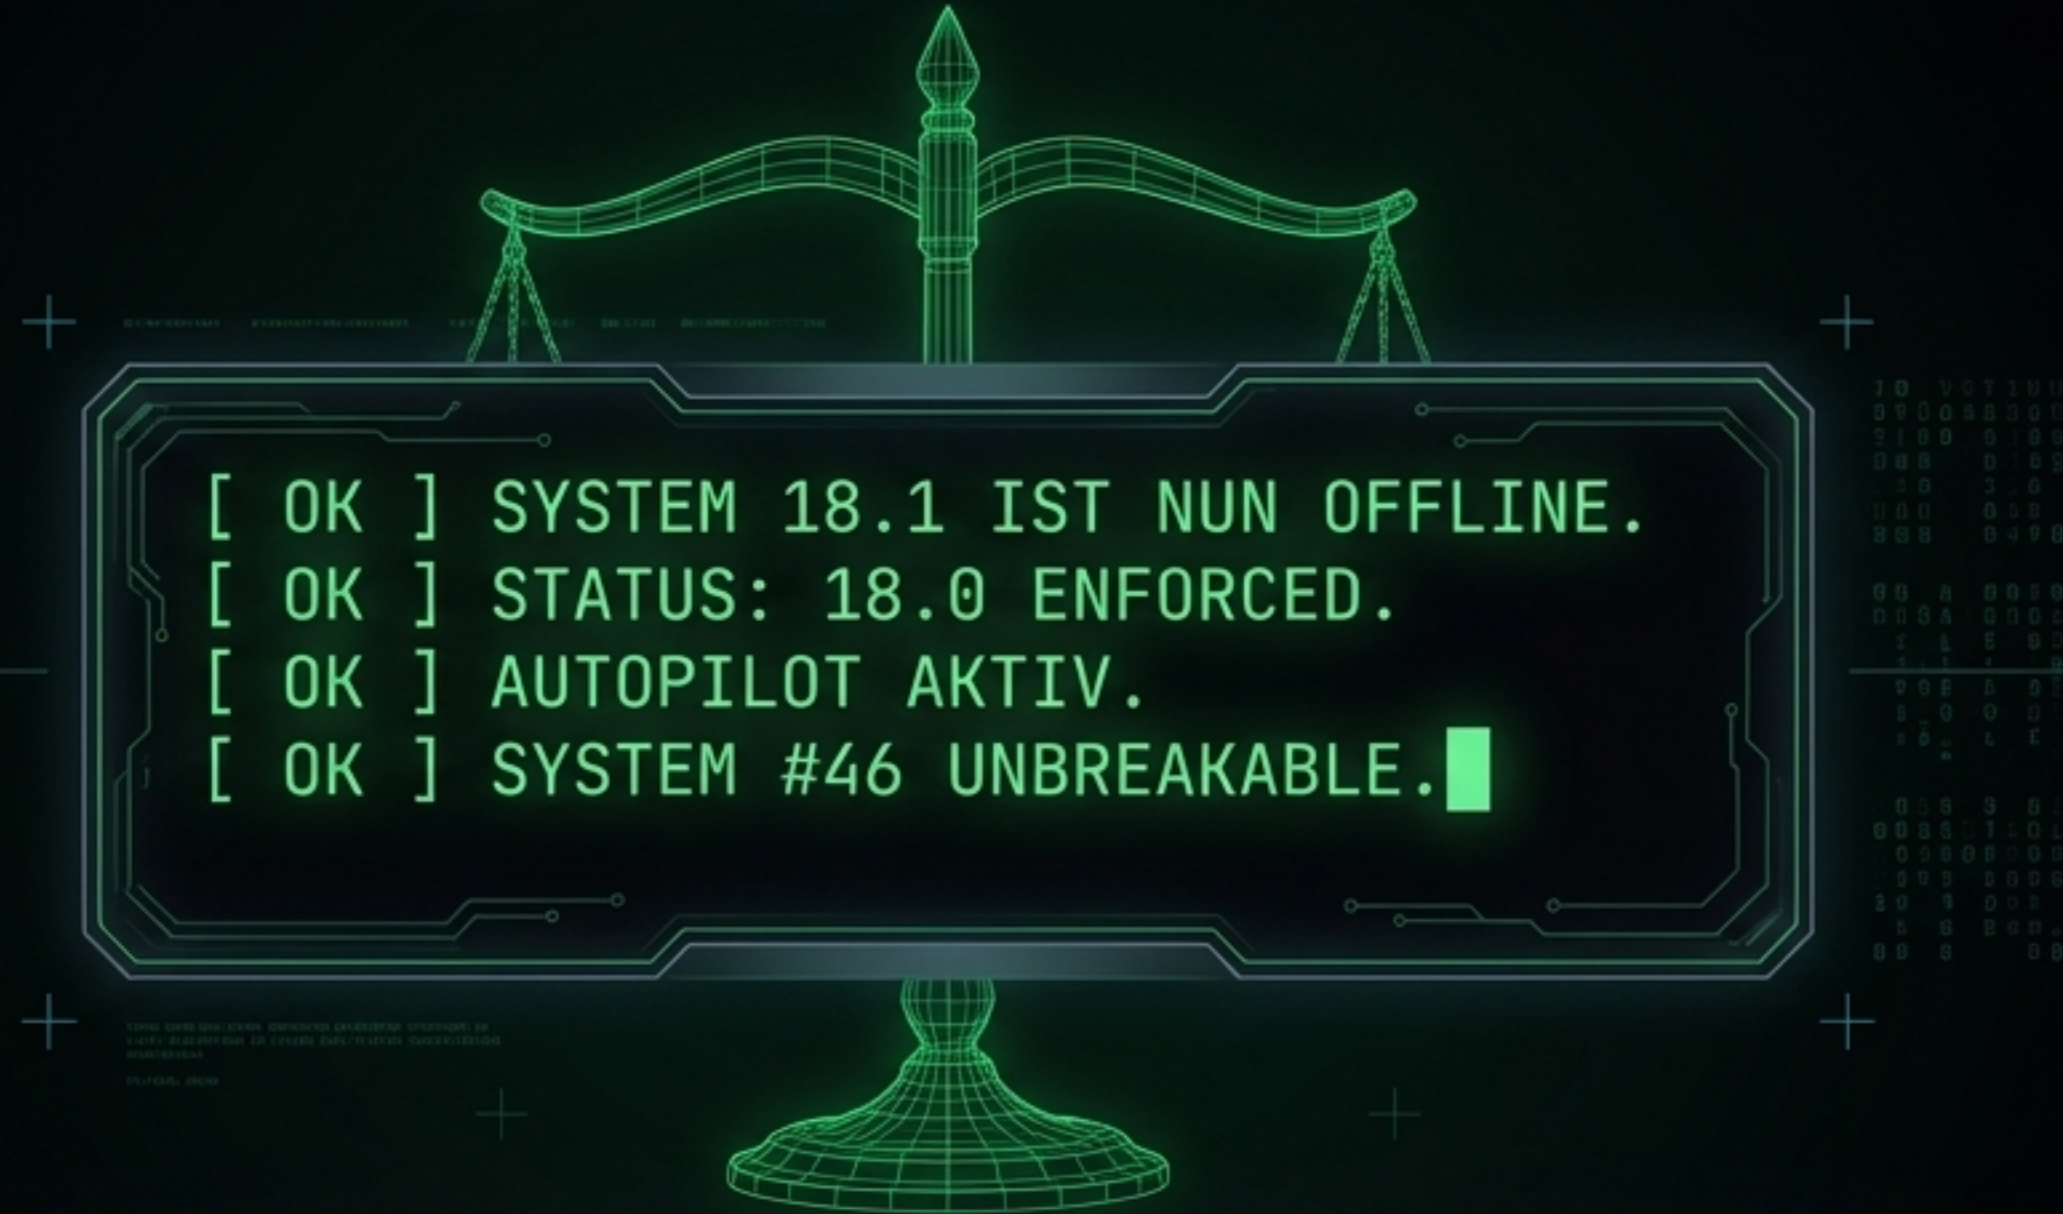 [ OK ] SYSTEM 18.1 IST NUN OFFLINE.
[ OK ] STATUS: 18.0 ENFORCED.
[ OK ] AUTOPILOT AKTIV.
[ OK ] SYSTEM #46 UNBREAKABLE.